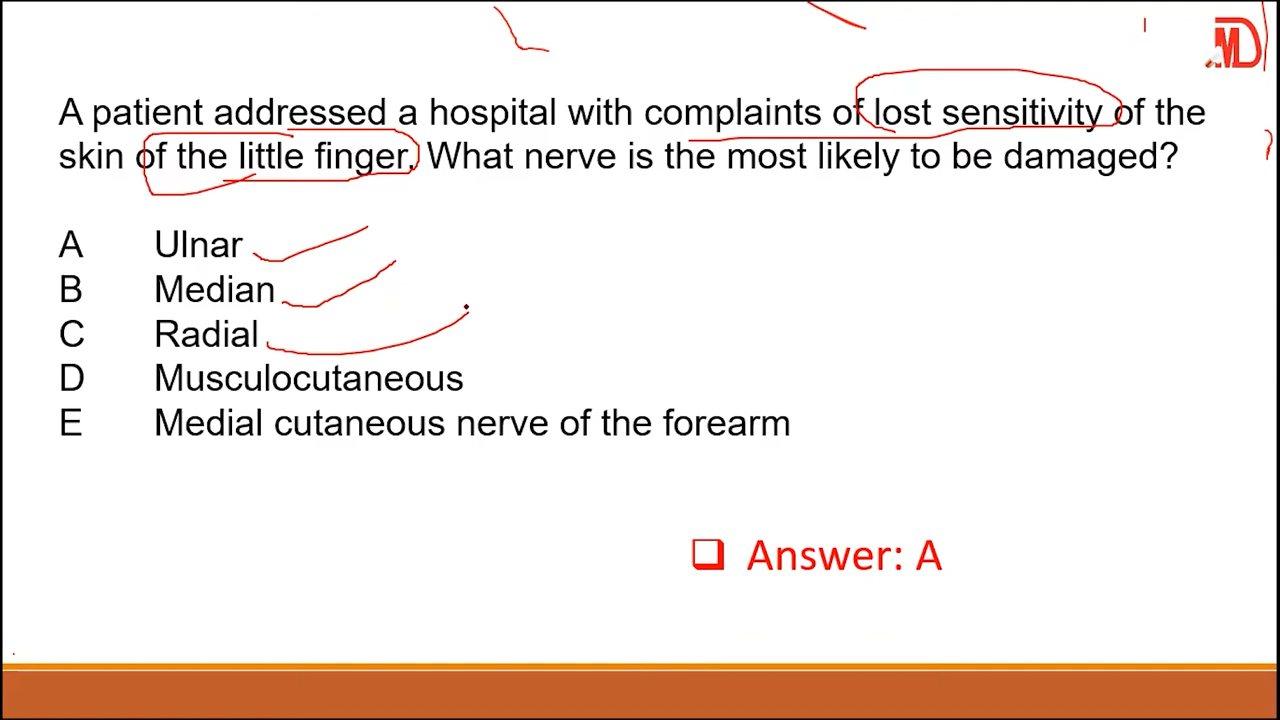 MD
A patient addressed a hospital with complaints of lost sensitivity of the
skin of the little finger. What nerve is the most likely to be damaged?
A Ulnar
B Median
C Radial
D Musculocutaneous
E Medial cutaneous nerve of the forearm
Answer: A